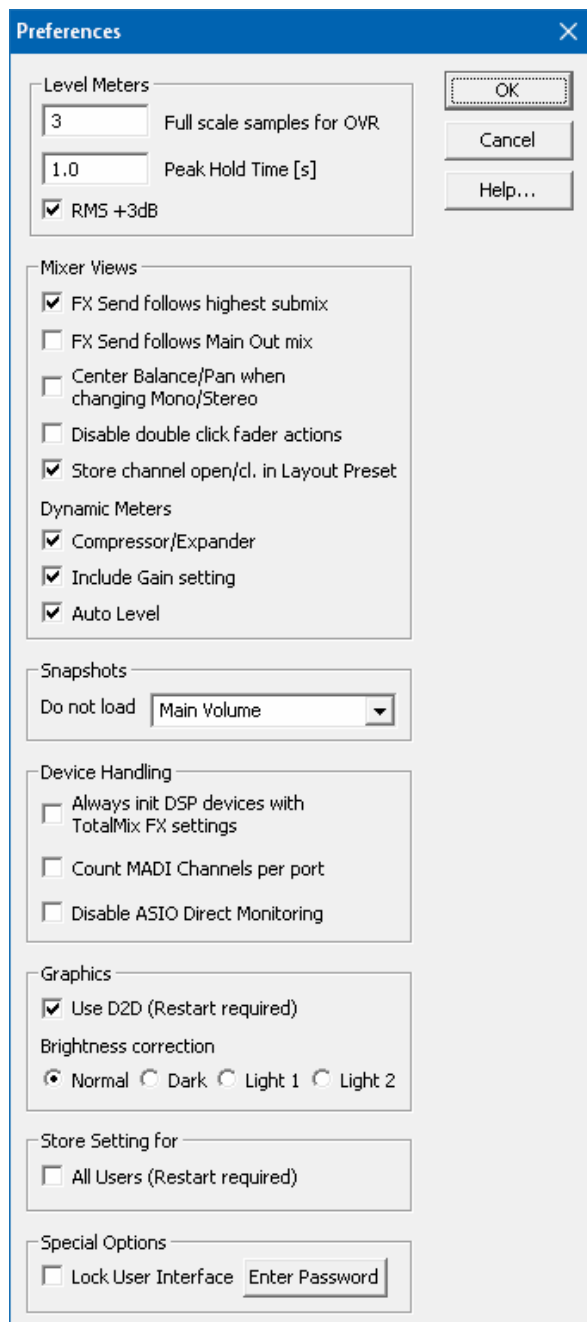 Preferences
Level Meters
OK
3 Full scale samples for OVR
Cancel
1.0 Peak Hold Time [s]
Help...
RMS +3dB
Mixer Views
FX Send follows highest submix
FX Send follows Main Out mix
Center Balance/Pan when
changing Mono/Stereo
Disable double click fader actions
Store channel open/cl. in Layout Preset
Dynamic Meters
Compressor/Expander
Include Gain setting
Auto Level
Snapshots
Do not load Main Volume
Device Handling
Always init DSP devices with
TotalMix FX settings
Count MADI Channels per port
Disable ASIO Direct Monitoring
Graphics
Use D2D (Restart required)
Brightness correction
Normal Dark Light 1 Light 2
Store Setting for
All Users (Restart required)
Special Options
Lock User Interface Enter Password